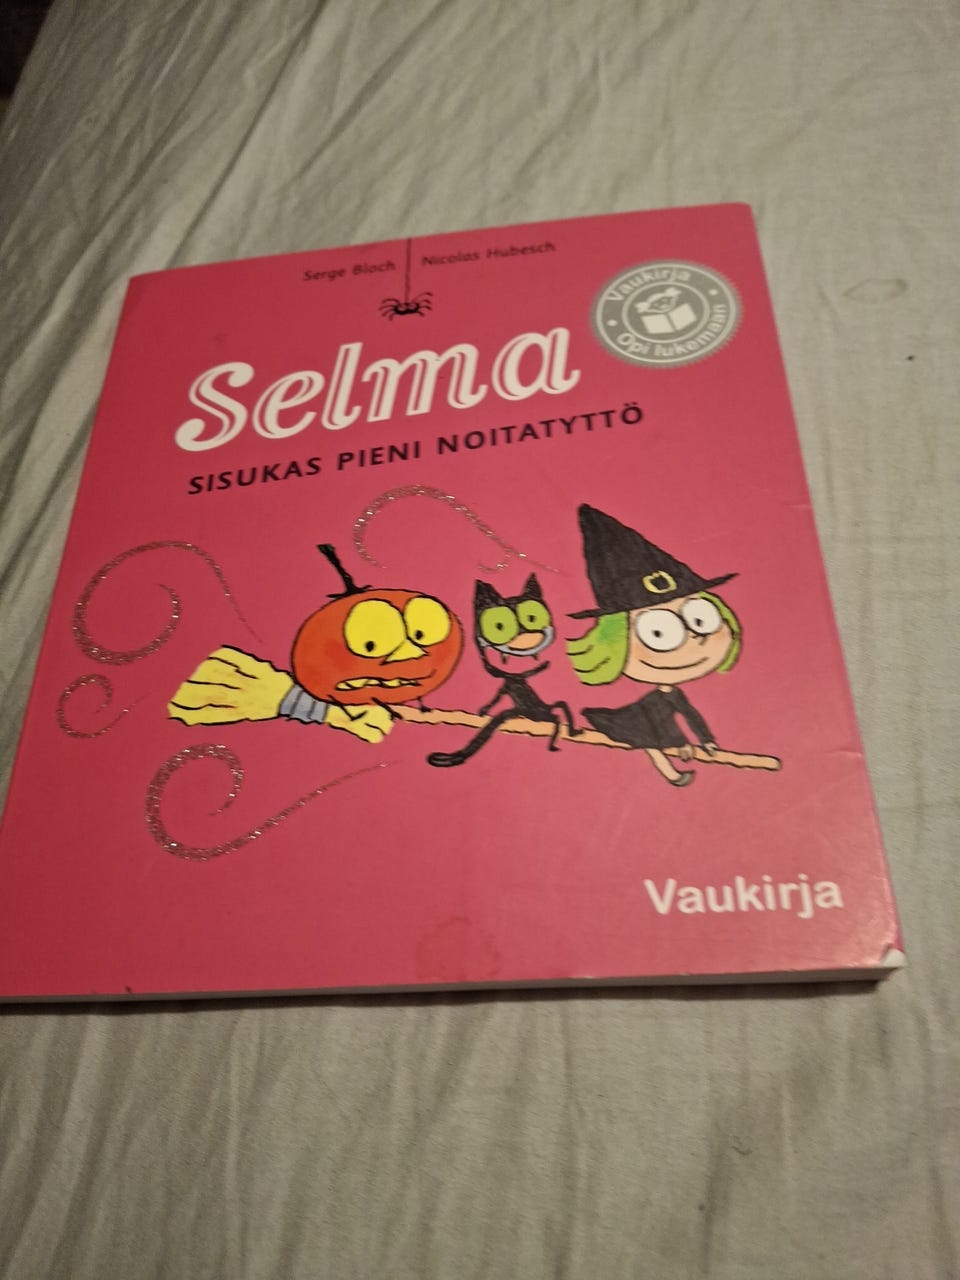 Serge Bloch Nicolas Hubesch
Vaukirja
Opi lukemaan
Selma
SISUKAS PIENI NOITATYTTÖ
Vaukirja